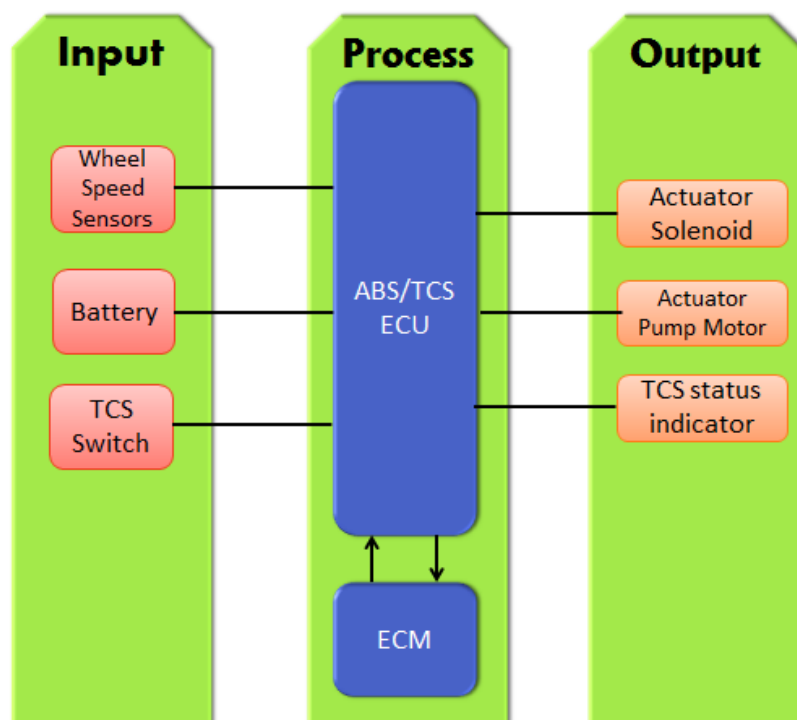 Input
Wheel
Speed
Sensors
Battery
TCS
Switch
Process
ABS/TCS
ECU
ECM
Output
Actuator
Solenoid
Actuator
Pump Motor
TCS status
indicator